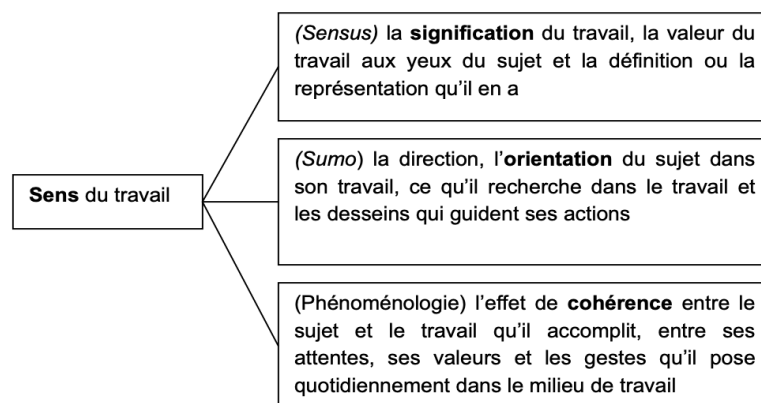 (Sensus) la signification du travail, la valeur du
travail aux yeux du sujet et la définition ou la
représentation qu'il en a
Sens du travail
(Sumo) la direction, l'orientation du sujet dans
son travail, ce qu'il recherche dans le travail et
les desseins qui guident ses actions
(Phénoménologie) l'effet de cohérence entre le
sujet et le travail qu'il accomplit, entre ses
attentes, ses valeurs et les gestes qu'il pose
quotidiennement dans le milieu de travail